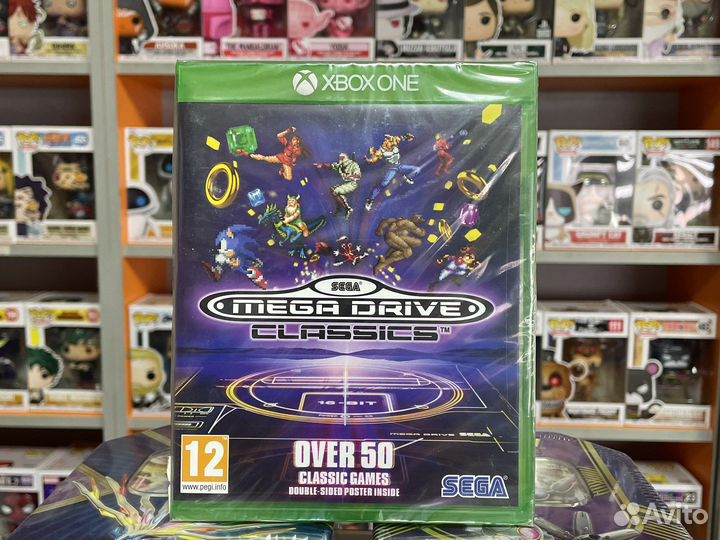 XBOX ONE
SEGA
MEGA DRIVE
CLASSICS™
16-BIT
MEGA DRIVE SEGA
12
www.pegi.info
OVER 50
CLASSIC GAMES
DOUBLE-SIDED POSTER INSIDE
SEGA
Avito